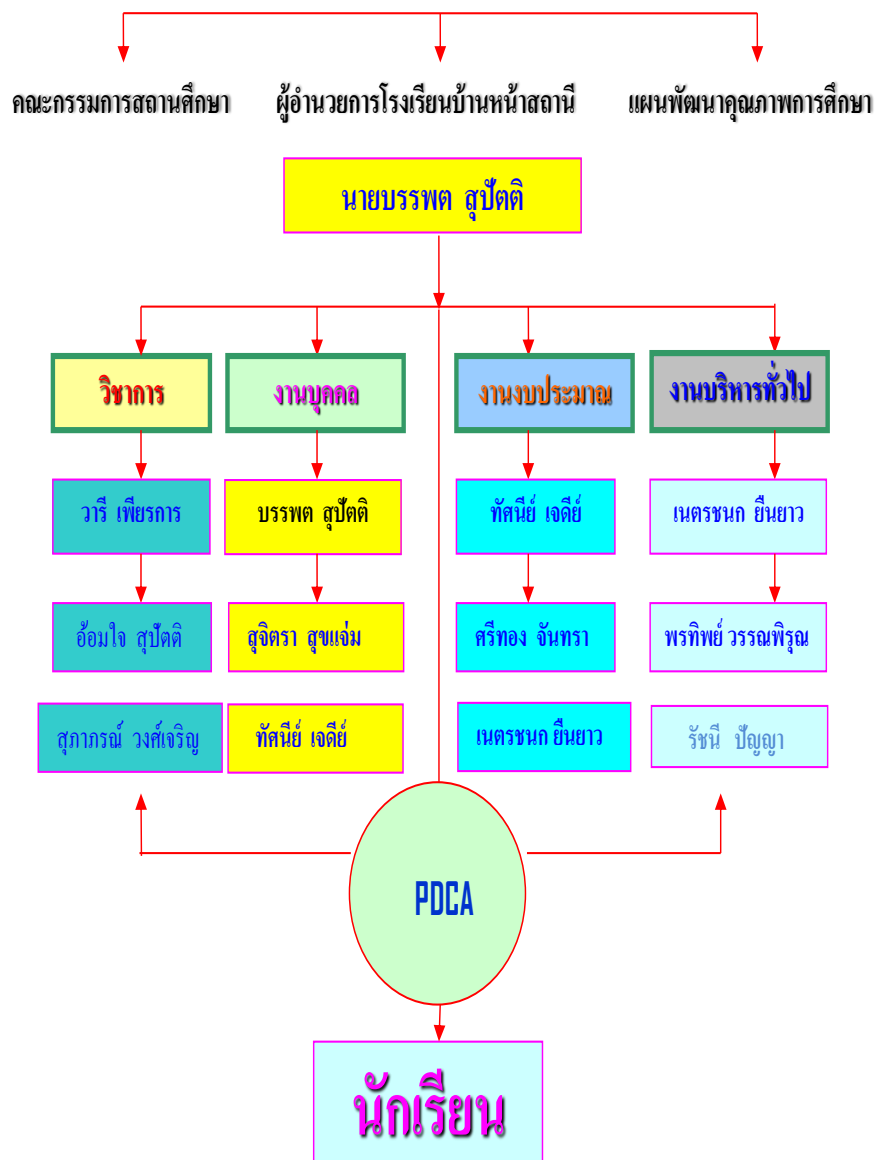 คณะกรรมการสถานศึกษา ผู้อำนวยการโรงเรียนบ้านหน้าสถานี แผนพัฒนาคุณภาพการศึกษา
นายบรรพต สุปัตติ
วิชาการ งานบุคคล งานงบประมาณ งานบริหารทั่วไป
วารี เพียรการ บรรพต สุปัตติ ทัศนีย์ เจดีย์ เนตรชนก ยืนยาว
อ้อมใจ สุปัตติ สุจิตรา สุขแจ่ม ศรีทอง จันทรา พรทิพย์ วรรณพิรุณ
สุภาภรณ์ วงศ์เจริญ ทัศนีย์ เจดีย์ เนตรชนก ยืนยาว รัชนี ปัญญา
PDCA
นักเรียน